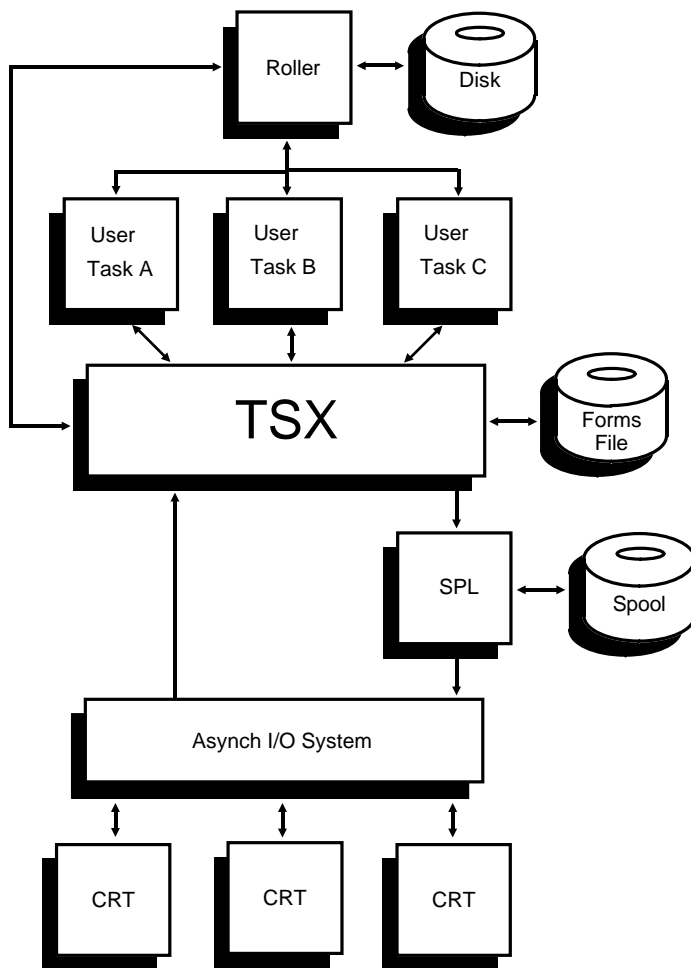 Roller
Disk
User
Task A
User
Task B
User
Task C
TSX
Forms
File
SPL
Spool
Asynch I/O System
CRT
CRT
CRT